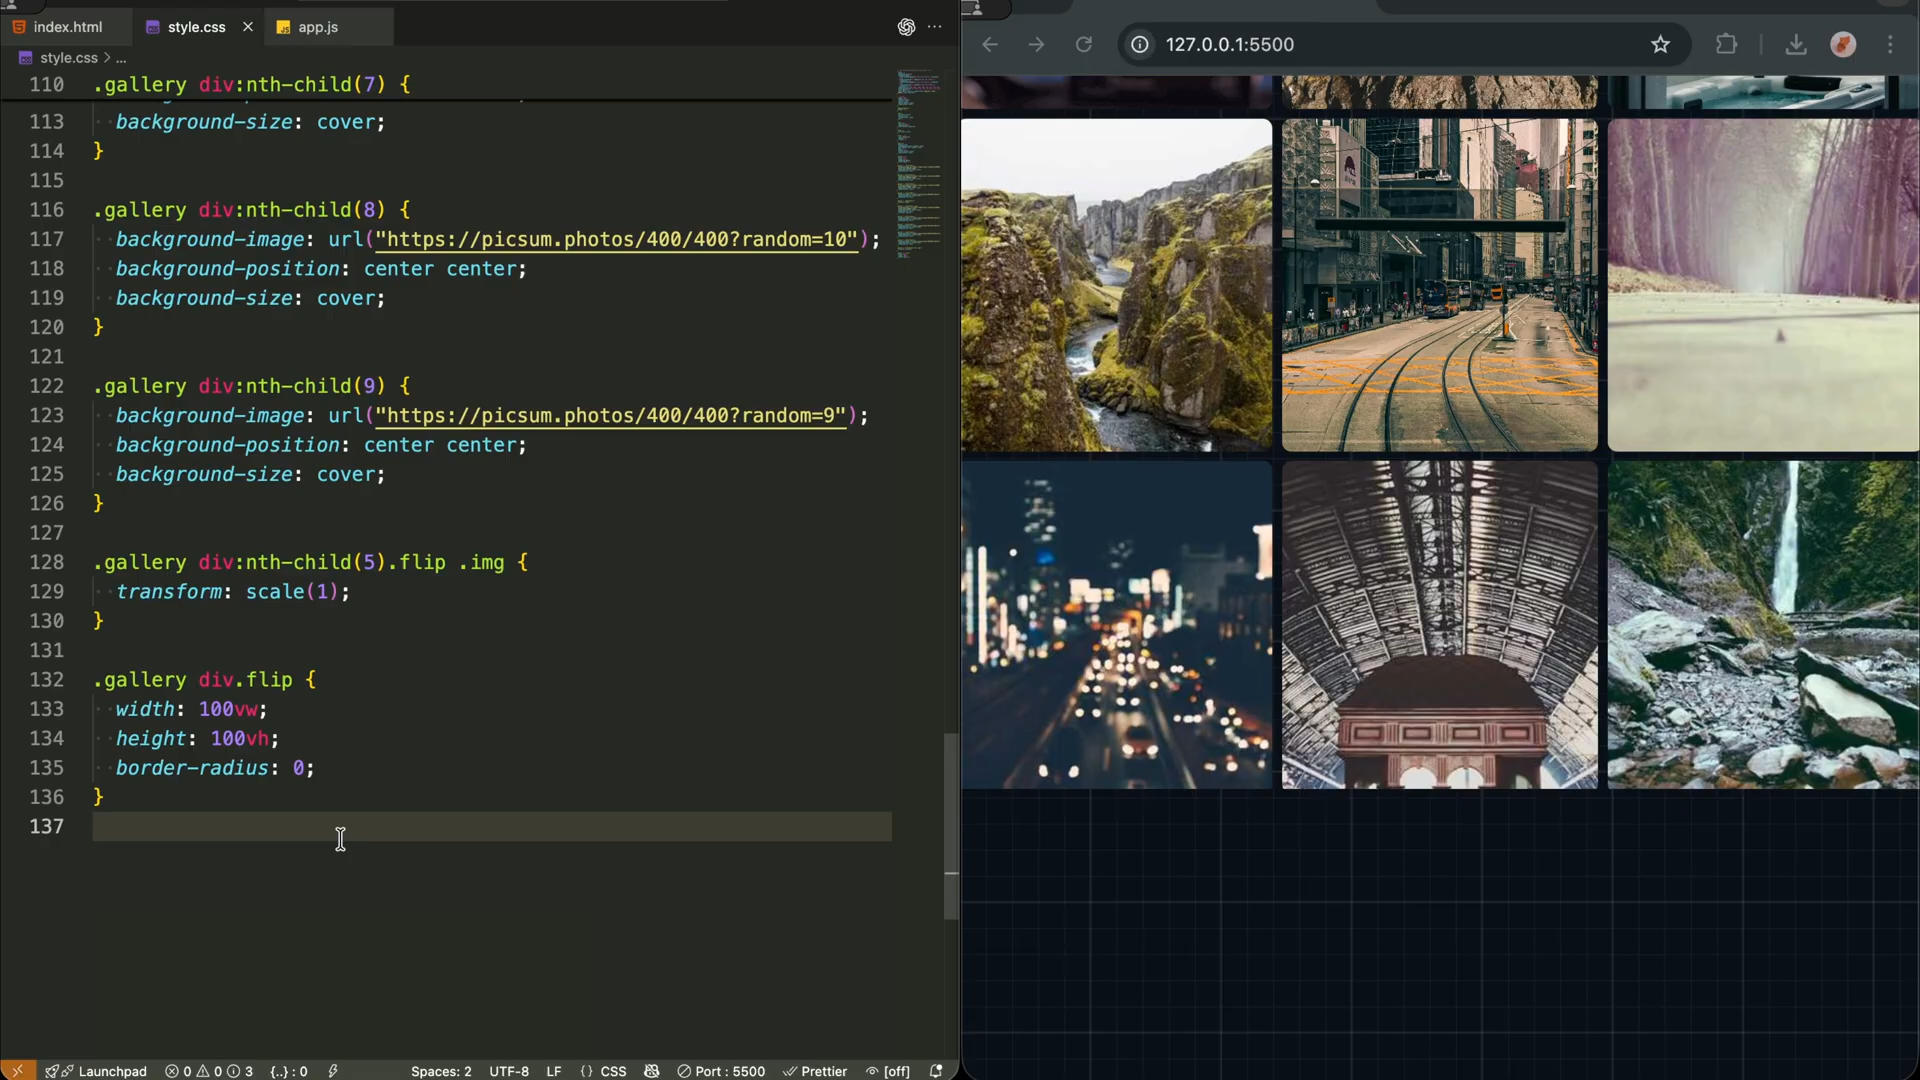 index.html
style.css
app.js
style.css > ...
110 .gallery div:nth-child(7) {
113 background-size: cover;
114 }
115
116 .gallery div:nth-child(8) {
117 background-image: url("https://picsum.photos/400/400?random=10");
118 background-position: center center;
119 background-size: cover;
120 }
121
122 .gallery div:nth-child(9) {
123 background-image: url("https://picsum.photos/400/400?random=9");
124 background-position: center center;
125 background-size: cover;
126 }
127
128 .gallery div:nth-child(5).flip .img {
129 transform: scale(1);
130 }
131
132 .gallery div.flip {
133 width: 100vw;
134 height: 100vh;
135 border-radius: 0;
136 }
137
Launchpad 0 0 3 {..} : 0 Spaces: 2 UTF-8 LF {} CSS Port : 5500 Prettier [off]
127.0.0.1:5500